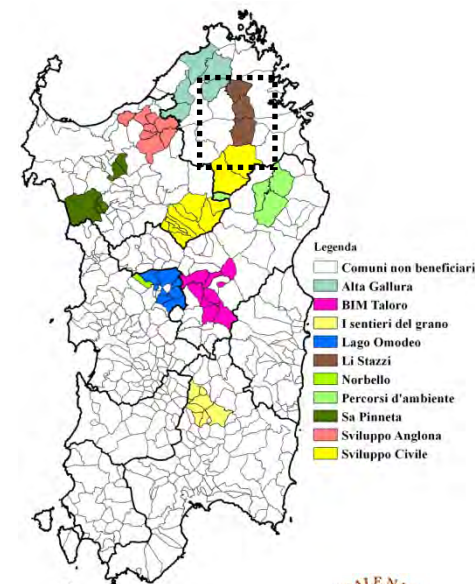 Legenda
Comuni non beneficiari
Alta Gallura
BIM Taloro
I sentieri del grano
Lago Omodeo
Li Stazzi
Norbello
Percorsi d'ambiente
Sa Pinneta
Sviluppo Anglona
Sviluppo Civile